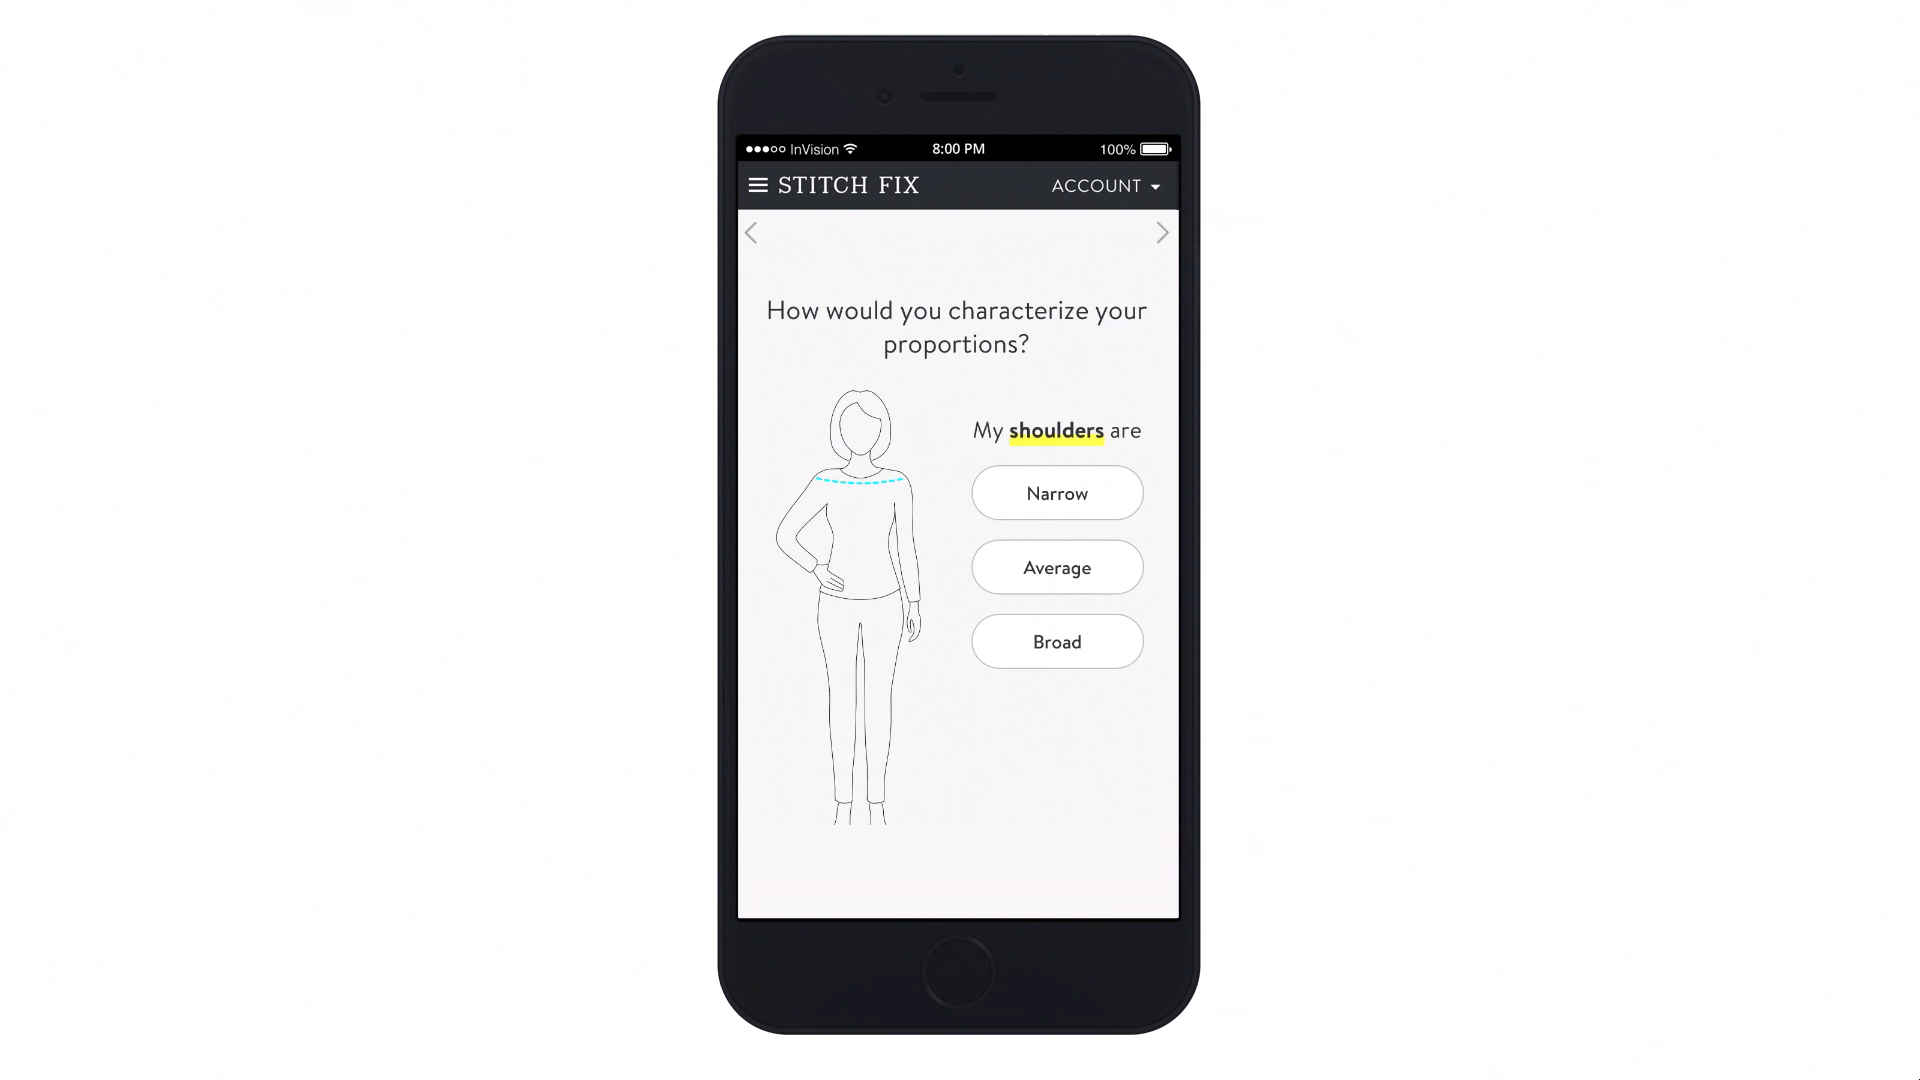 InVision 8:00 PM 100%
STITCH FIX ACCOUNT
How would you characterize your
proportions?
My shoulders are
Narrow
Average
Broad